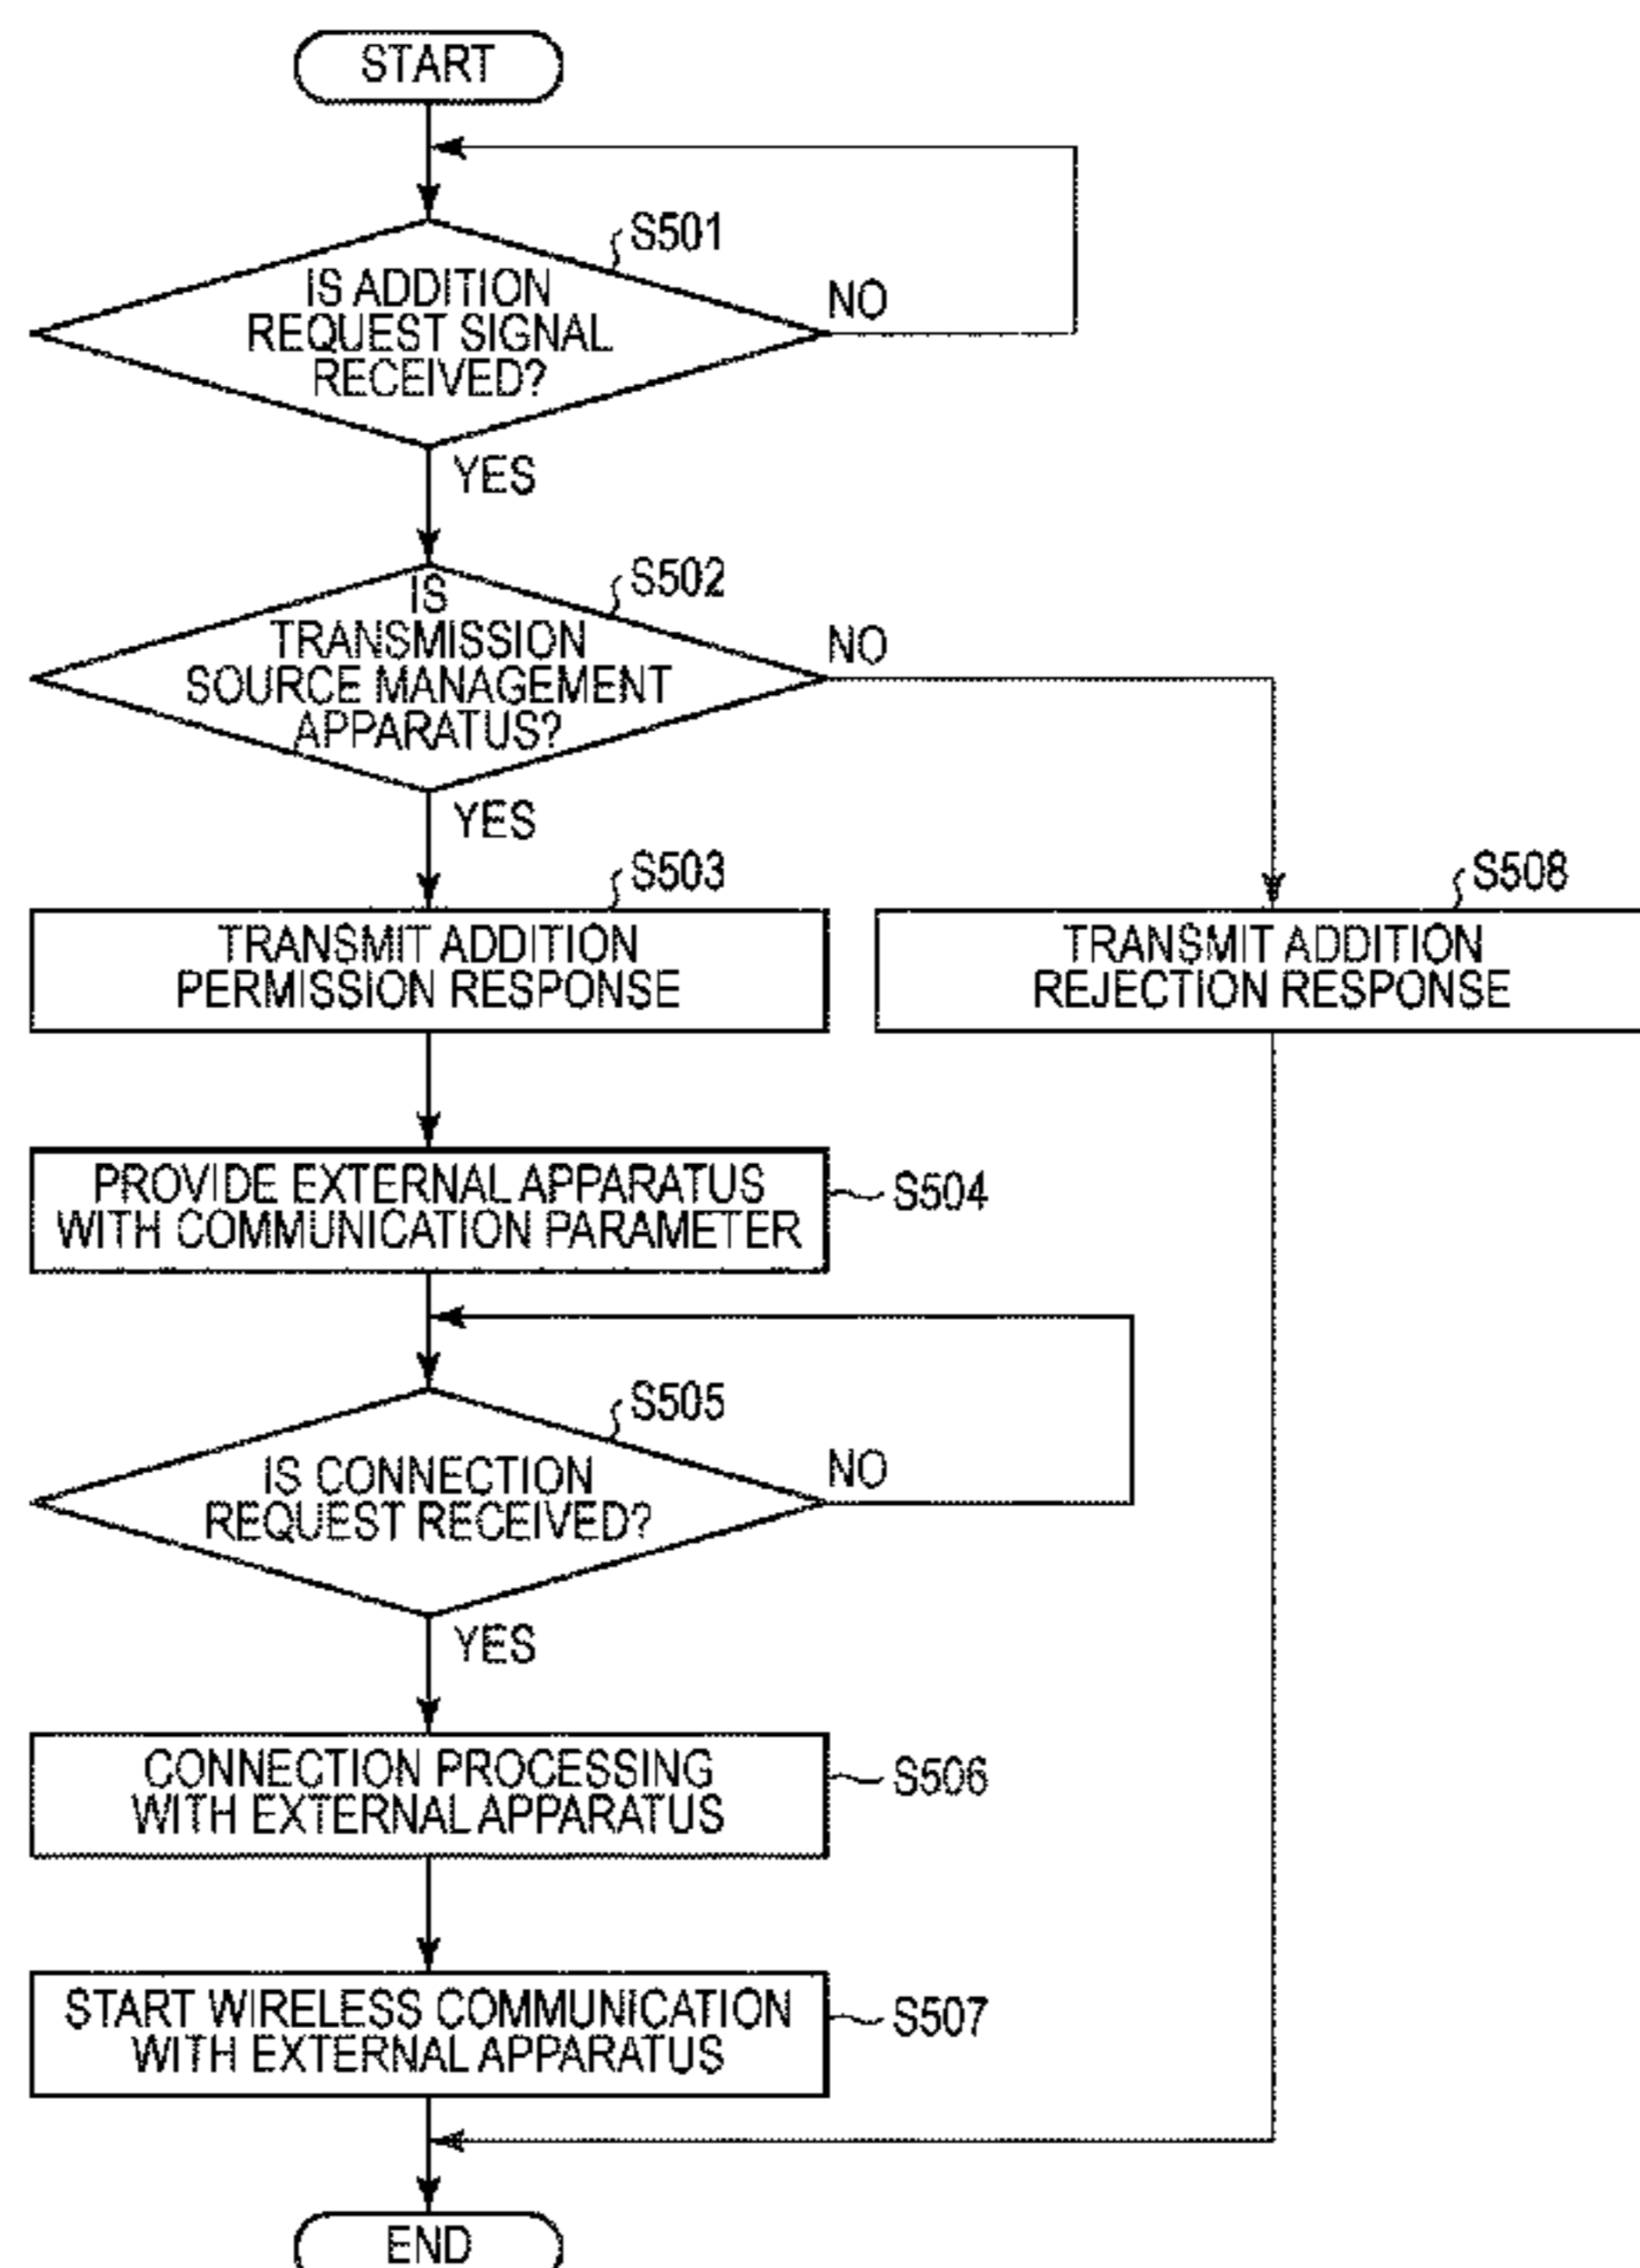 START
S501
IS ADDITION
REQUEST SIGNAL
RECEIVED?
NO
YES
S502
IS
TRANSMISSION
SOURCE MANAGEMENT
APPARATUS?
NO
YES
S503
TRANSMIT ADDITION
PERMISSION RESPONSE
S508
TRANSMIT ADDITION
REJECTION RESPONSE
PROVIDE EXTERNAL APPARATUS
WITH COMMUNICATION PARAMETER
S504
S505
IS CONNECTION
REQUEST RECEIVED?
NO
YES
CONNECTION PROCESSING
WITH EXTERNAL APPARATUS
S506
START WIRELESS COMMUNICATION
WITH EXTERNAL APPARATUS
S507
END